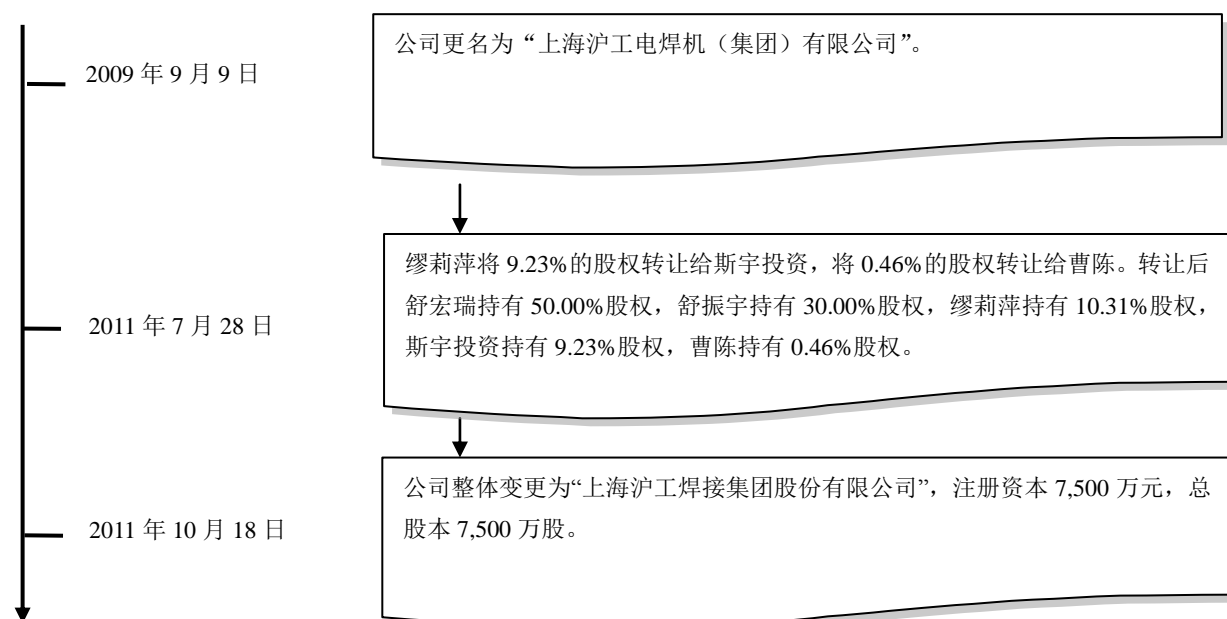 2009 年 9 月 9 日
公司更名为“上海沪工电焊机（集团）有限公司”。
2011 年 7 月 28 日
缪莉萍将 9.23%的股权转让给斯宇投资，将 0.46%的股权转让给曹陈。转让后
舒宏瑞持有 50.00%股权，舒振宇持有 30.00%股权，缪莉萍持有 10.31%股权，
斯宇投资持有 9.23%股权，曹陈持有 0.46%股权。
2011 年 10 月 18 日
公司整体变更为“上海沪工焊接集团股份有限公司”，注册资本 7,500 万元，总
股本 7,500 万股。